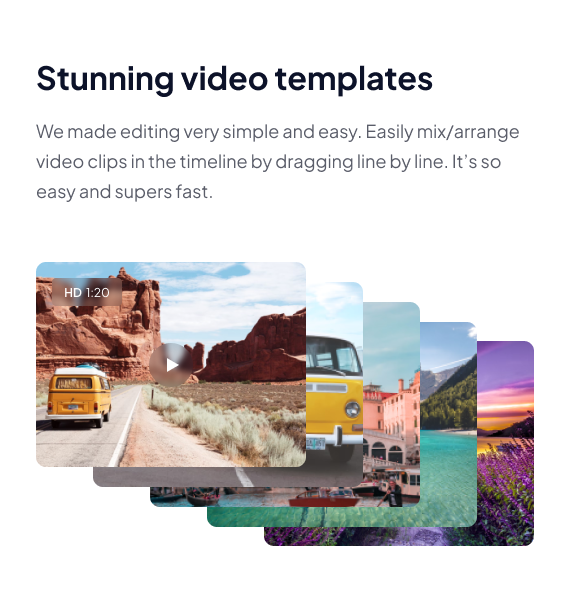 Stunning video templates
We made editing very simple and easy. Easily mix/arrange
video clips in the timeline by dragging line by line. It’s so
easy and supers fast.
HD 1:20